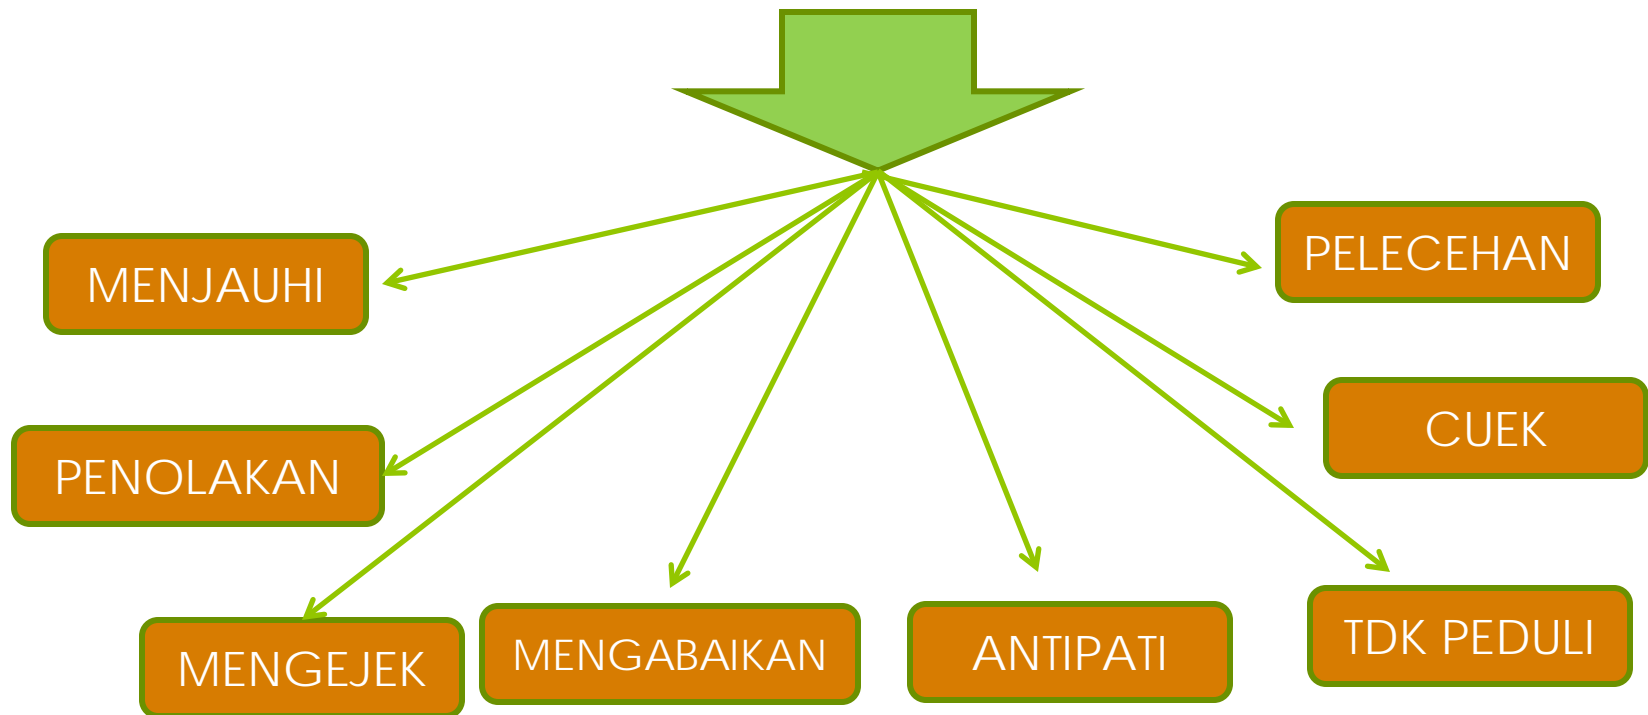 MENJAUHI
PELECEHAN
PENOLAKAN
CUEK
MENGEJEK
MENGABAIKAN
ANTIPATI
TDK PEDULI